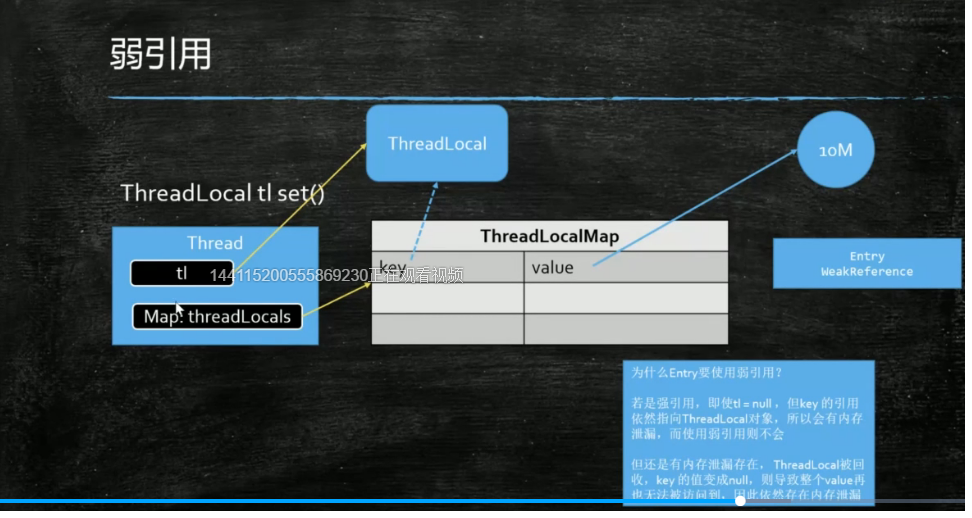 弱引用
ThreadLocal
10M
ThreadLocal tl set()
Thread
ThreadLocalMap
tl
key
value
144115200555869230正在观看视频
Map: threadLocals
Entry
WeakReference
为什么Entry要使用弱引用?
若是强引用，即使tl = null ，但key 的引用
依然指向ThreadLocal对象，所以会有内存
泄漏，而使用弱引用则不会
但还是有内存泄漏存在，ThreadLocal被回
收，key 的值变成null，则导致整个value再
也无法被访问到，因此依然存在内存泄漏